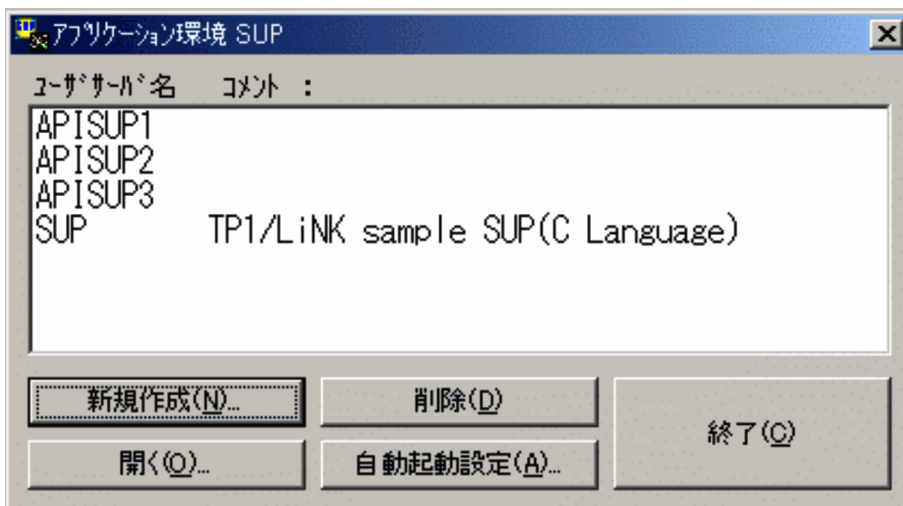 アプリケーション環境 SUP
ユーザサーバ名 コメント :
APISUP1
APISUP2
APISUP3
SUP TP1/LiNK sample SUP(C Language)
新規作成(N)... 削除(D) 終了(C)
開く(O)... 自動起動設定(A)...